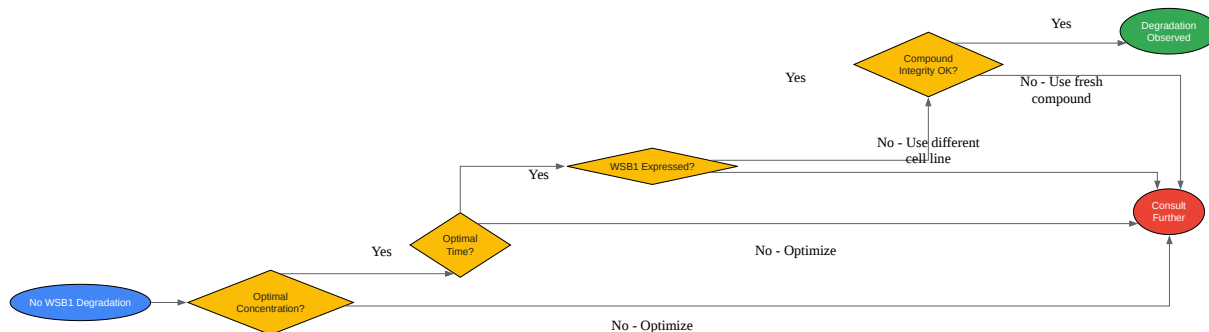 Yes
Degradation
Observed
Compound
Integrity OK?
Yes
No - Use fresh
compound
No - Use different
cell line
WSB1 Expressed?
Yes
Consult
Further
Optimal
Time?
Yes
No - Optimize
No WSB1 Degradation
Optimal
Concentration?
No - Optimize